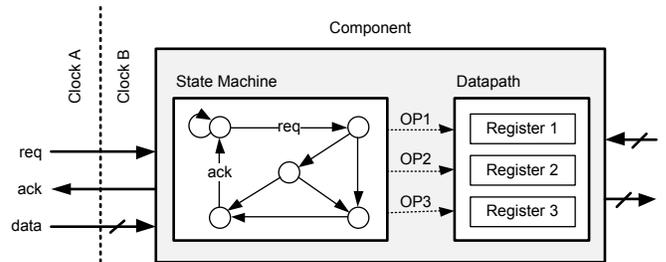 Component
Clock A
Clock B
State Machine
Datapath
req
OP1
Register 1
req
ack
OP2
Register 2
ack
data
OP3
Register 3